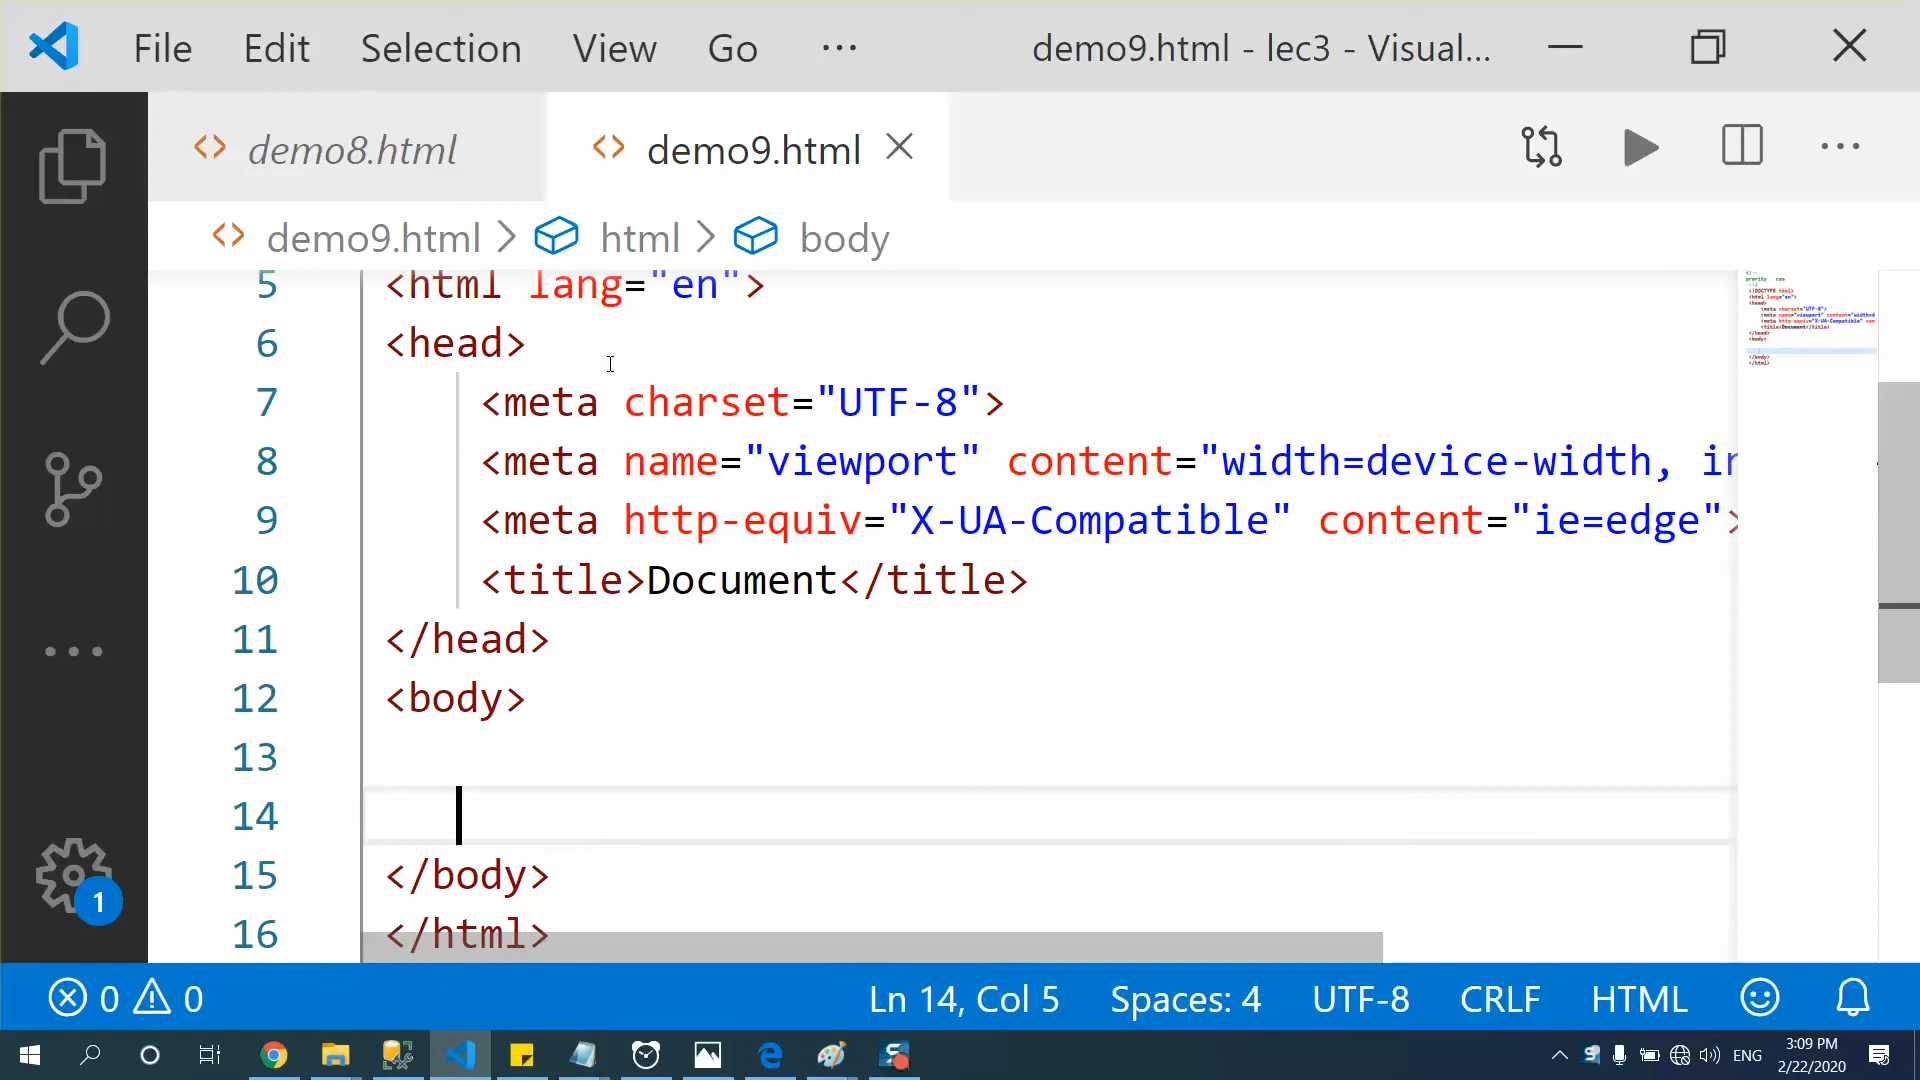 File Edit Selection View Go ··· demo9.html - lec3 - Visual...
demo8.html demo9.html
demo9.html > html > body
5 <html lang="en">
6 <head>
7 <meta charset="UTF-8">
8 <meta name="viewport" content="width=device-width, in
9 <meta http-equiv="X-UA-Compatible" content="ie=edge">
10 <title>Document</title>
11 </head>
12 <body>
13
14
15 </body>
16 </html>
1
0 0 Ln 14, Col 5 Spaces: 4 UTF-8 CRLF HTML
ENG 3:09 PM
2/22/2020